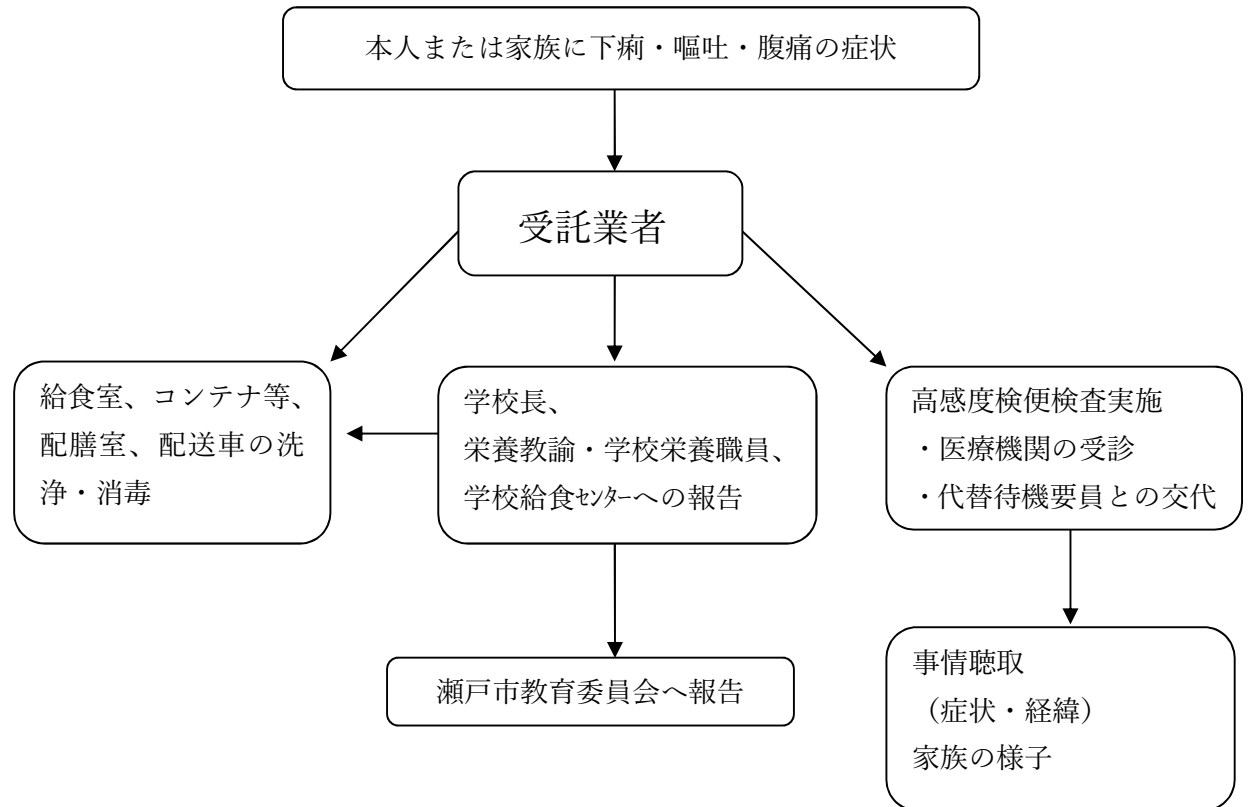 本人または家族に下痢・嘔吐・腹痛の症状
受託業者
給食室、コンテナ等、
配膳室、配送車の洗
浄・消毒
学校長、
栄養教諭・学校栄養職員、
学校給食ｾﾝﾀｰへの報告
高感度検便検査実施
・医療機関の受診
・代替待機要員との交代
瀬戸市教育委員会へ報告
事情聴取
（症状・経緯）
家族の様子